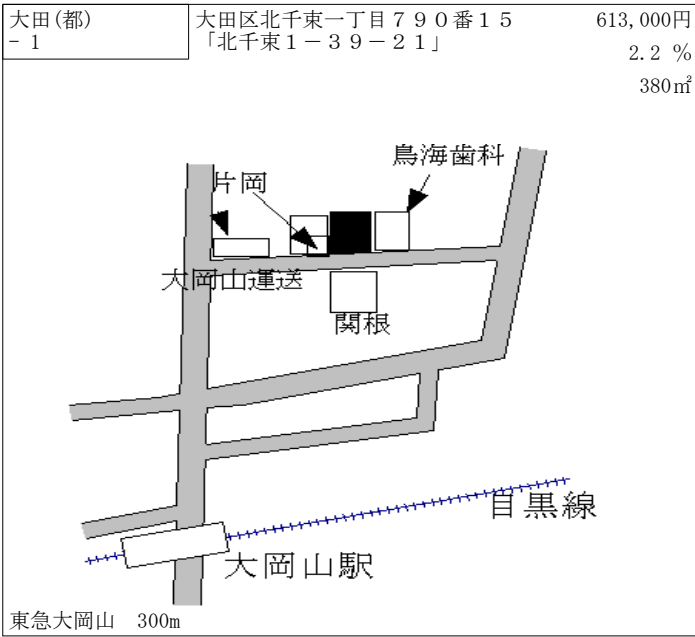 大田(都)
- 1
大田区北千束一丁目７９０番１５
「北千束１－３９－２１」
613,000円
2.2 %
380㎡
鳥海歯科
片岡
大岡山運送
関根
目黒線
大岡山駅
東急大岡山　300m